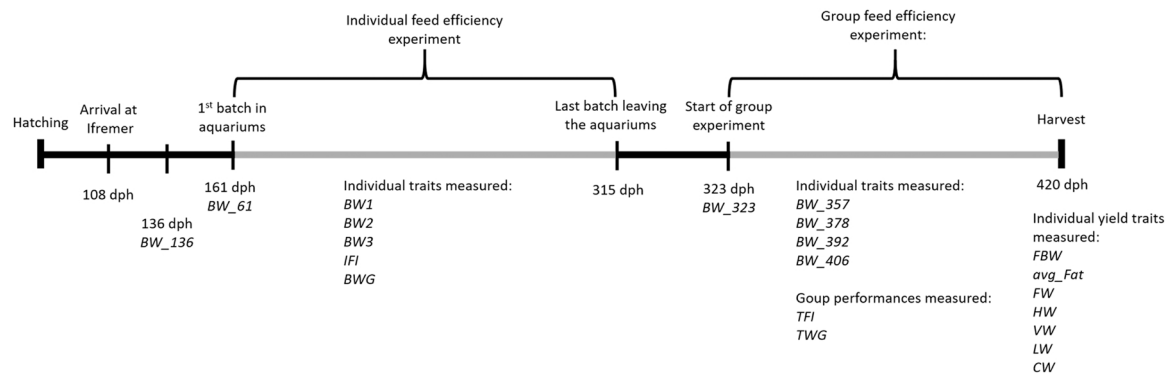 Individual feed efficiency
experiment
Group feed efficiency
experiment:
Hatching
Arrival at
Ifremer
1st batch in
aquariums
Last batch leaving
the aquariums
Start of group
experiment
Harvest
108 dph
136 dph
BW_136
161 dph
BW_61
Individual traits measured:
BW1
BW2
BW3
IFI
BWG
315 dph
323 dph
BW_323
Individual traits measured:
BW_357
BW_378
BW_392
BW_406
Goup performances measured:
TFI
TWG
420 dph
Individual yield traits
measured:
FBW
avg_Fat
FW
HW
VW
LW
CW